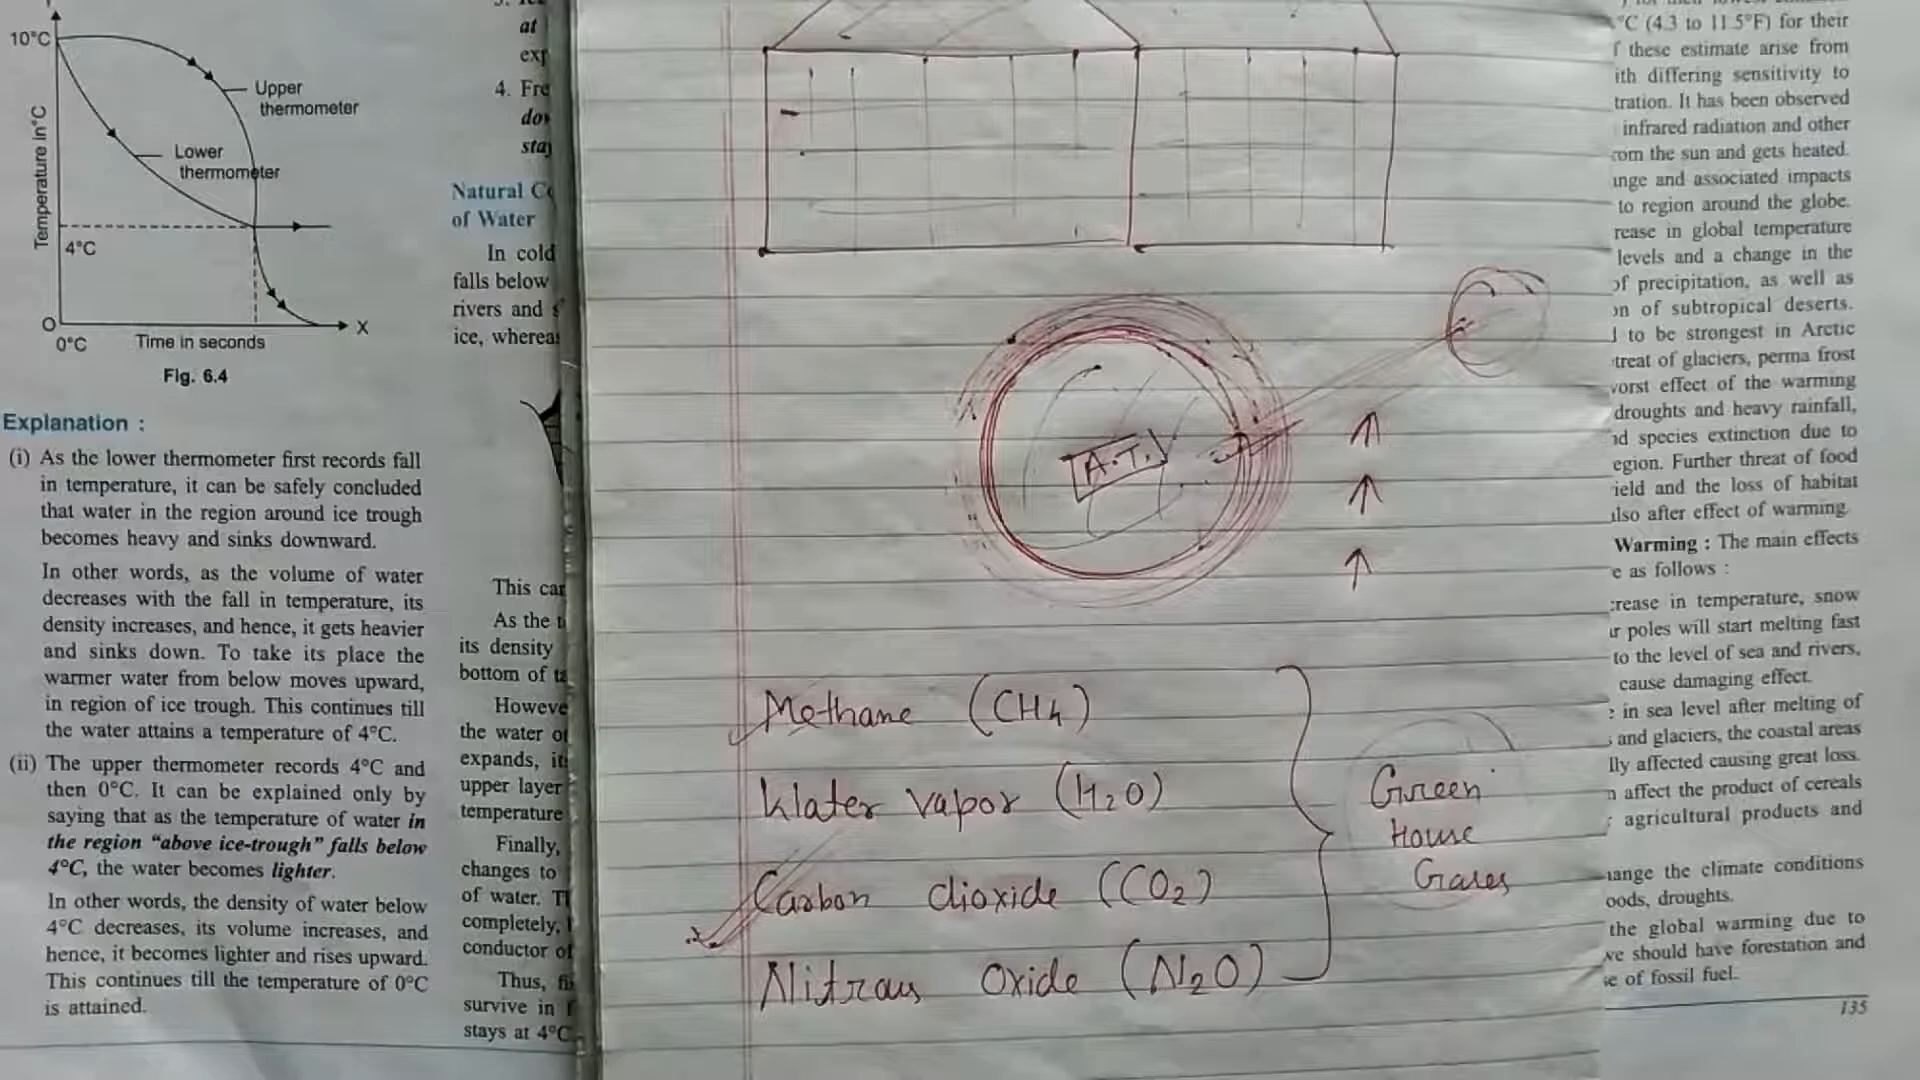 10°C
Temperature in °C
Upper
thermometer
Lower
thermometer
4°C
O
X
0°C
Time in seconds
Fig. 6.4
Explanation :
(i) As the lower thermometer first records fall
in temperature, it can be safely concluded
that water in the region around ice trough
becomes heavy and sinks downward.
In other words, as the volume of water
decreases with the fall in temperature, its
density increases, and hence, it gets heavier
and sinks down. To take its place the
warmer water from below moves upward,
in region of ice trough. This continues till
the water attains a temperature of 4°C.
(ii) The upper thermometer records 4°C and
then 0°C. It can be explained only by
saying that as the temperature of water in
the region "above ice-trough" falls below
4°C, the water becomes lighter.
In other words, the density of water below
4°C decreases, its volume increases, and
hence, it becomes lighter and rises upward.
This continues till the temperature of 0°C
is attained.
at
4. Fre
Natural C
of Water
In cold
falls below
rivers and
ice, whereas
This can
As the t
its density
bottom of
Howeve
the water of
expands, it
upper layer
temperature
Finally,
changes to
of water. T
completely,
conductor of
Thus, fi
survive in
stays at 4°C
A.T.
Methane (CH4)
Water vapor (H2O)
Carbon dioxide (CO2)
Nitrous Oxide (N2O)
Green
House
Gases
°C (4.3 to 11.5°F) for their
f these estimate arise from
ith differing sensitivity to
tration. It has been observed
infrared radiation and other
rom the sun and gets heated.
ange and associated impacts
to region around the globe.
rease in global temperature
levels and a change in the
of precipitation, as well as
on of subtropical deserts.
l to be strongest in Arctic
treat of glaciers, perma frost
vorst effect of the warming
droughts and heavy rainfall,
nd species extinction due to
egion. Further threat of food
ield and the loss of habitat
also after effect of warming.
Warming : The main effects
e as follows :
crease in temperature, snow
ur poles will start melting fast
to the level of sea and rivers,
cause damaging effect.
e in sea level after melting of
s and glaciers, the coastal areas
lly affected causing great loss.
n affect the product of cereals
r agricultural products and
hange the climate conditions
oods, droughts.
the global warming due to
we should have forestation and
se of fossil fuel.
135